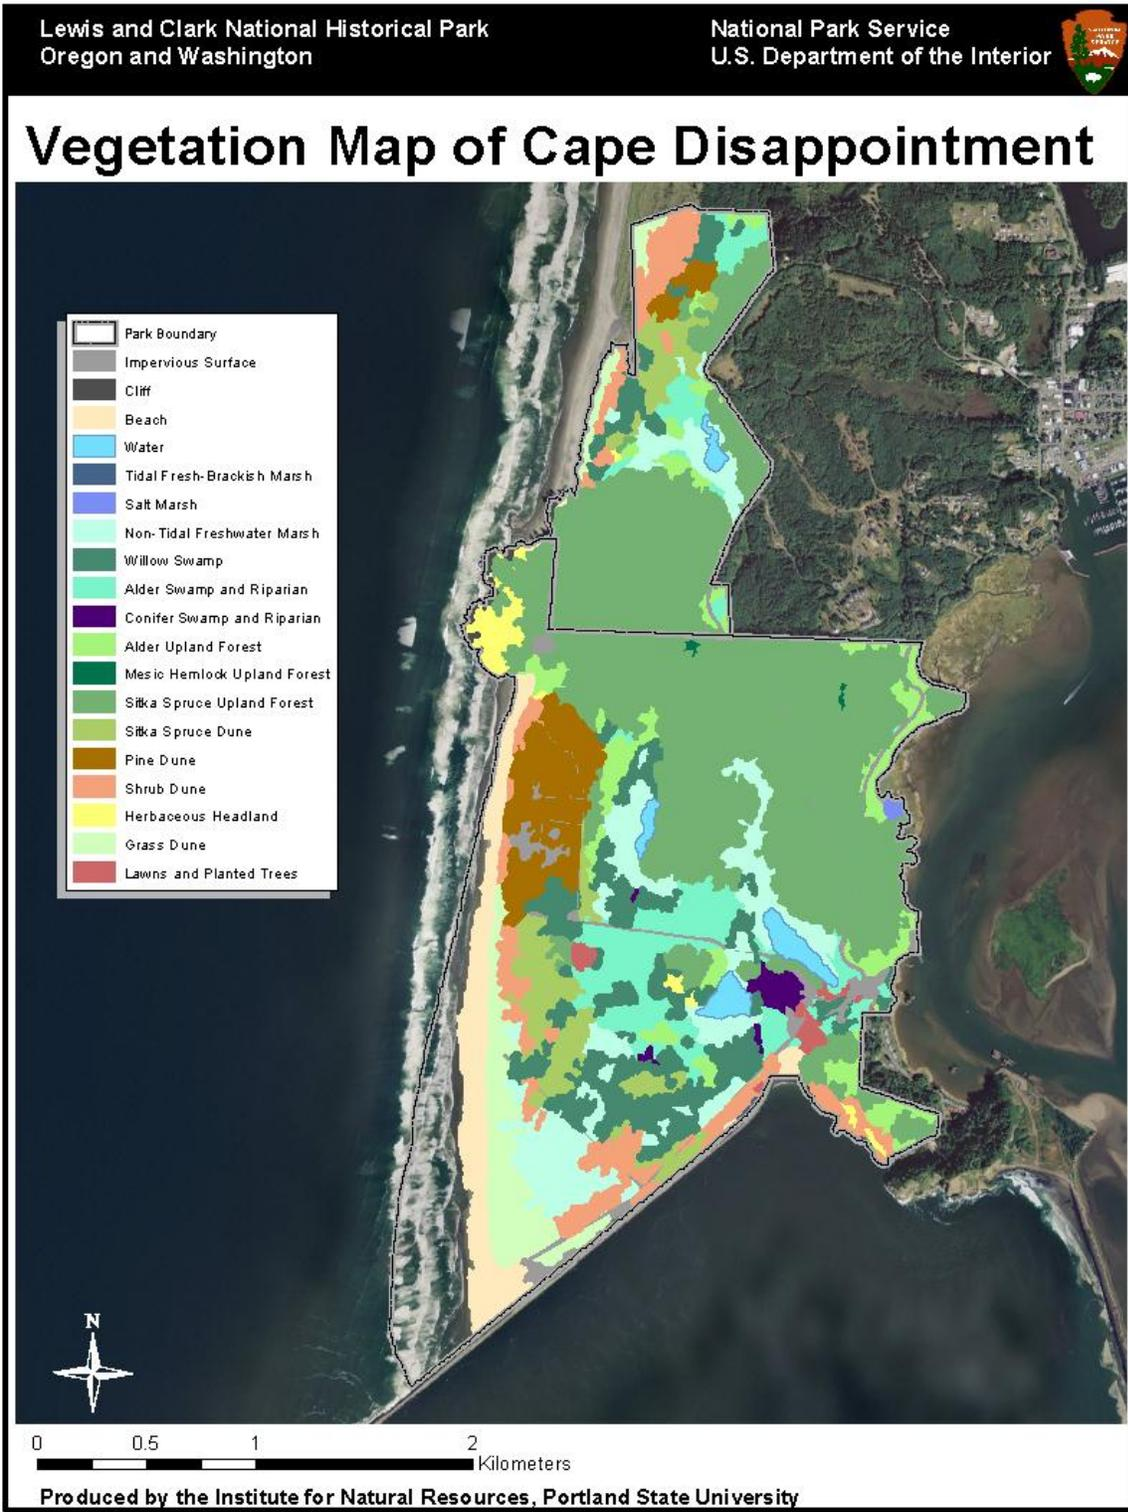 Lewis and Clark National Historical Park
Oregon and Washington
National Park Service
U.S. Department of the Interior
NATIONAL
PARK
SERVICE
Vegetation Map of Cape Disappointment
Park Boundary
Impervious Surface
Cliff
Beach
Water
Tidal Fresh-Brackish Marsh
Salt Marsh
Non-Tidal Freshwater Marsh
Willow Swamp
Alder Swamp and Riparian
Conifer Swamp and Riparian
Alder Upland Forest
Mesic Hemlock Upland Forest
Sitka Spruce Upland Forest
Sitka Spruce Dune
Pine Dune
Shrub Dune
Herbaceous Headland
Grass Dune
Lawns and Planted Trees
N
0 0.5 1 2
Kilometers
Produced by the Institute for Natural Resources, Portland State University